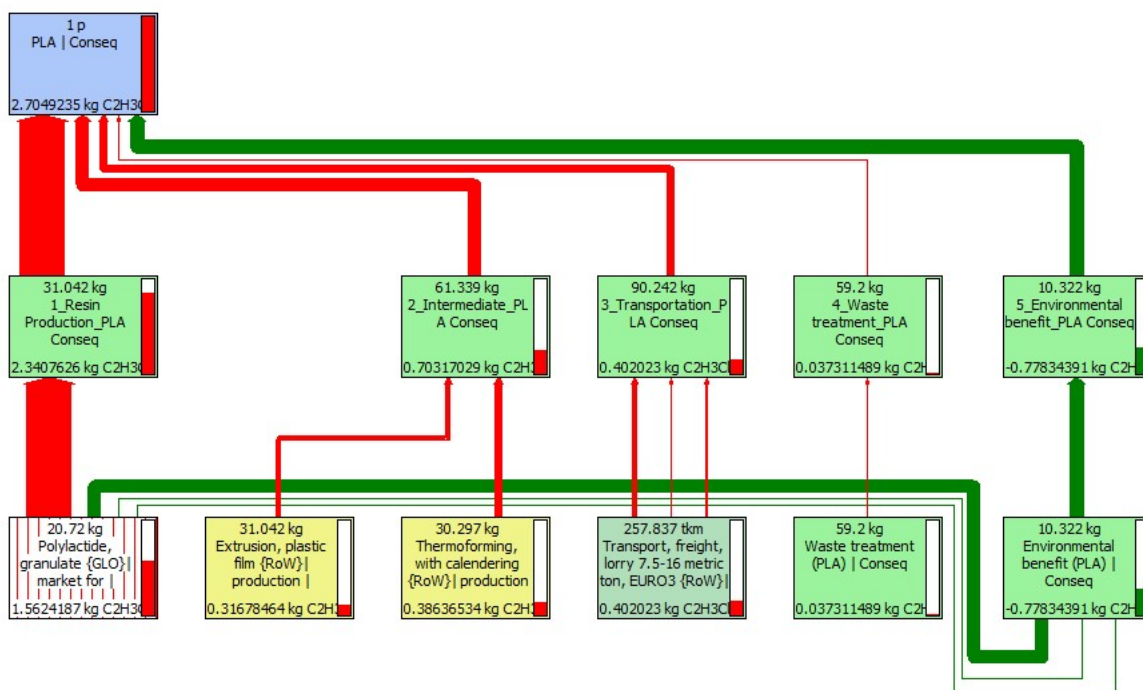 1 p
PLA | Conseq
2.7049235 kg C2H3C
31.042 kg
1_Resin
Production_PLA
Conseq
2.3407626 kg C2H3C
61.339 kg
2_Intermediate_PL
A Conseq
0.70317029 kg C2H3
90.242 kg
3_Transportation_P
LA Conseq
0.402023 kg C2H3Cl
59.2 kg
4_Waste
treatment_PLA
Conseq
0.037311489 kg C2H
10.322 kg
5_Environmental
benefit_PLA Conseq
-0.77834391 kg C2H
20.72 kg
Polylactide,
granulate {GLO}|
market for |
1.5624187 kg C2H3C
31.042 kg
Extrusion, plastic
film {RoW}|
production |
0.31678464 kg C2H3
30.297 kg
Thermoforming,
with calendering
{RoW}| production
0.38636534 kg C2H3
257.837 tkm
Transport, freight,
lorry 7.5-16 metric
ton, EURO3 {RoW}|
0.402023 kg C2H3Cl
59.2 kg
Waste treatment
(PLA) | Conseq
0.037311489 kg C2H
10.322 kg
Environmental
benefit (PLA) |
Conseq
-0.77834391 kg C2H